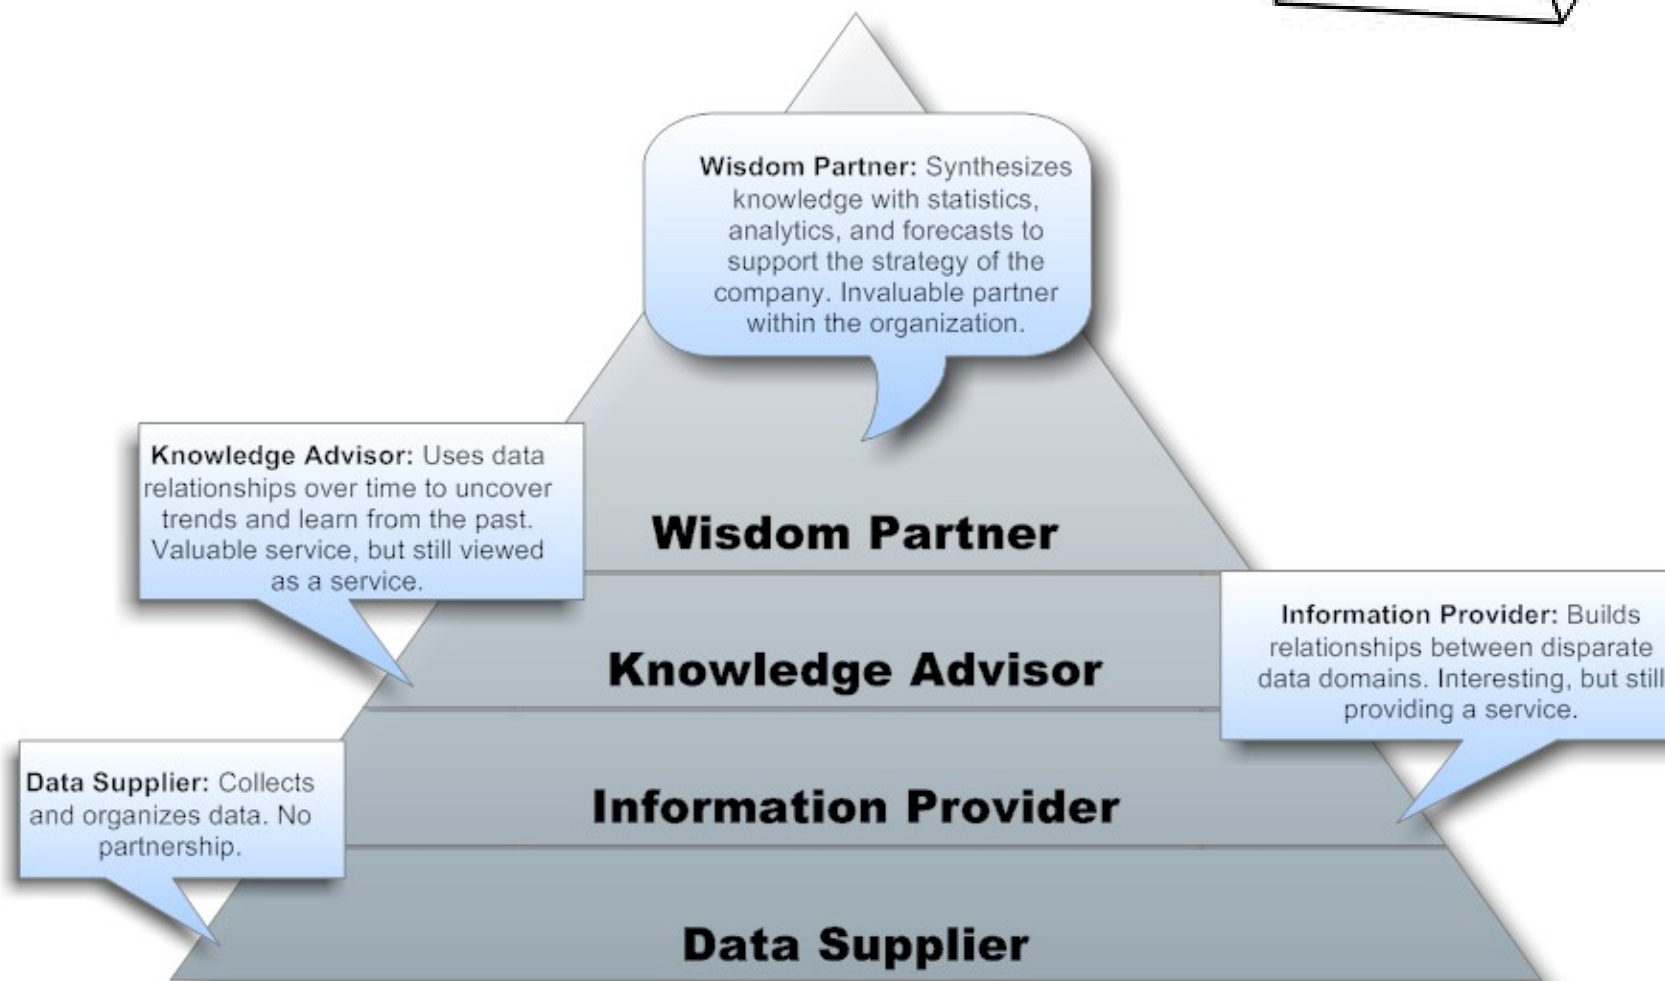 Wisdom Partner: Synthesizes
knowledge with statistics,
analytics, and forecasts to
support the strategy of the
company. Invaluable partner
within the organization.
Knowledge Advisor: Uses data
relationships over time to uncover
trends and learn from the past.
Valuable service, but still viewed
as a service.
Wisdom Partner
Information Provider: Builds
relationships between disparate
data domains. Interesting, but still
providing a service.
Knowledge Advisor
Data Supplier: Collects
and organizes data. No
partnership.
Information Provider
Data Supplier